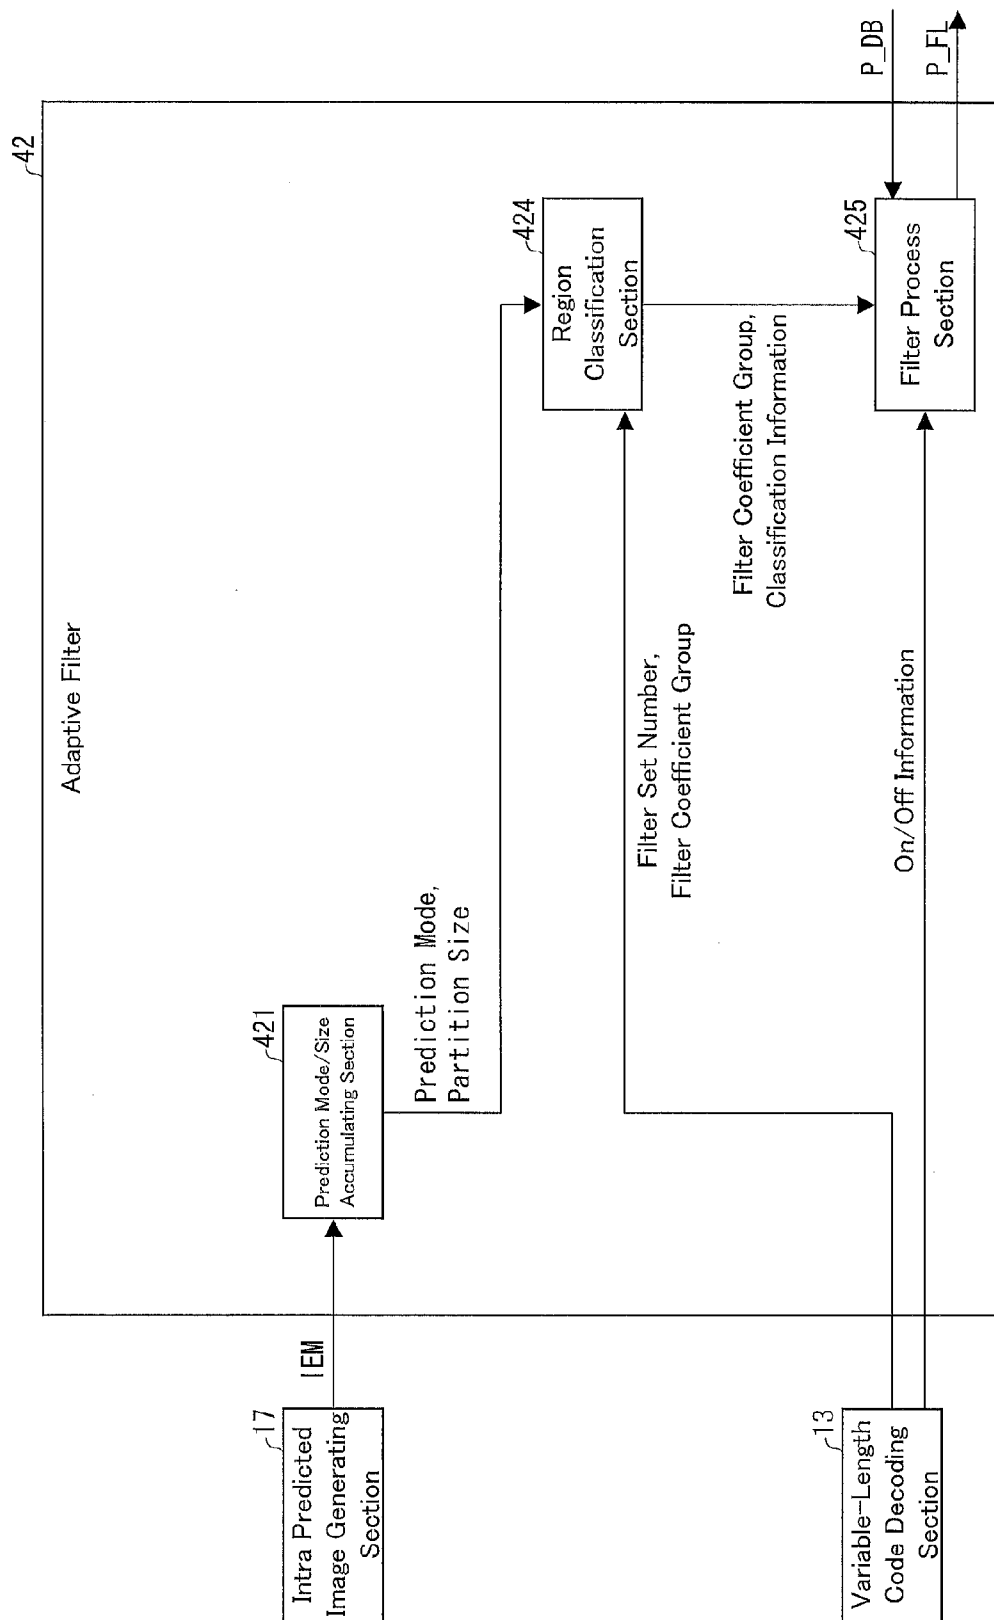 42
Adaptive Filter
P_DB
P_FL
424
Region
Classification
Section
425
Filter Process
Section
Filter Coefficient Group,
Classification Information
Filter Set Number,
Filter Coefficient Group
On/Off Information
421
Prediction Mode/Size
Accumulating Section
Prediction Mode,
Partition Size
IEM
17
Intra Predicted
Image Generating
Section
13
Variable-Length
Code Decoding
Section